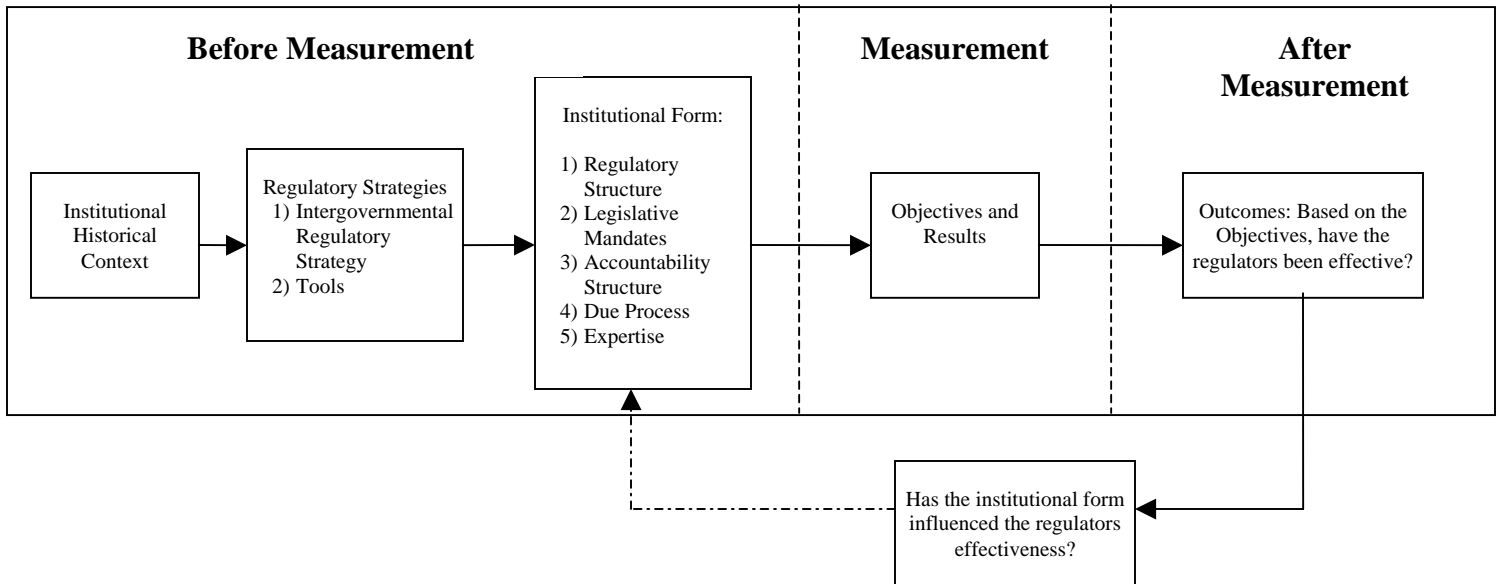 Before Measurement
Measurement
After
Measurement
Institutional
Historical
Context
Regulatory Strategies
1) Intergovernmental
Regulatory
Strategy
2) Tools
Institutional Form:
1) Regulatory
Structure
2) Legislative
Mandates
3) Accountability
Structure
4) Due Process
5) Expertise
Objectives and
Results
Outcomes: Based on the
Objectives, have the
regulators been effective?
Has the institutional form
influenced the regulators
effectiveness?